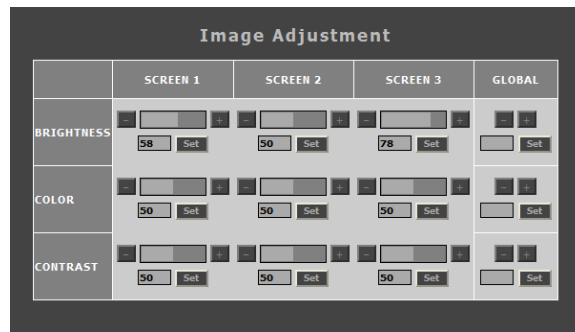 Image Adjustment
SCREEN 1 SCREEN 2 SCREEN 3 GLOBAL
BRIGHTNESS
- + - + - + - +
58 Set 50 Set 78 Set Set
COLOR
- + - + - + - +
50 Set 50 Set 50 Set Set
CONTRAST
- + - + - + - +
50 Set 50 Set 50 Set Set